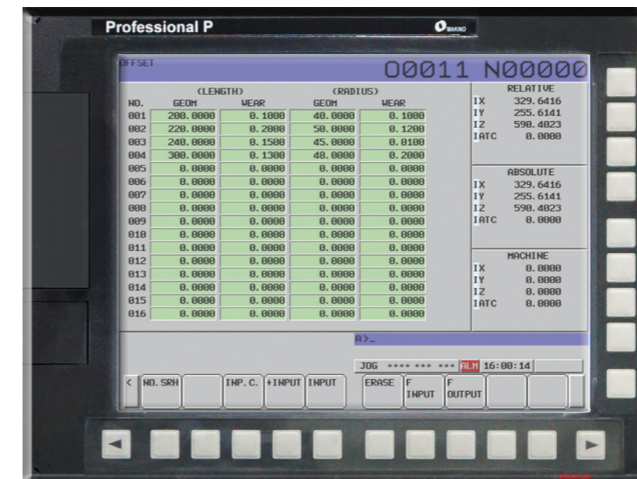 Professional P
MAKINO
OFFSET
O0011 N00000
(LENGTH) (RADIUS)
NO. GEOM WEAR GEOM WEAR
001 200.0000 0.1000 40.0000 0.1000
002 220.0000 0.2000 50.0000 0.1200
003 240.0000 0.1500 45.0000 0.0100
004 300.0000 0.1300 48.0000 0.2000
005 0.0000 0.0000 0.0000 0.0000
006 0.0000 0.0000 0.0000 0.0000
007 0.0000 0.0000 0.0000 0.0000
008 0.0000 0.0000 0.0000 0.0000
009 0.0000 0.0000 0.0000 0.0000
010 0.0000 0.0000 0.0000 0.0000
011 0.0000 0.0000 0.0000 0.0000
012 0.0000 0.0000 0.0000 0.0000
013 0.0000 0.0000 0.0000 0.0000
014 0.0000 0.0000 0.0000 0.0000
015 0.0000 0.0000 0.0000 0.0000
016 0.0000 0.0000 0.0000 0.0000
RELATIVE
IX 329.6416
IY 255.6141
IZ 590.4023
IATC 0.0000
ABSOLUTE
IX 329.6416
IY 255.6141
IZ 590.4023
IATC 0.0000
MACHINE
IX 0.0000
IY 0.0000
IZ 0.0000
IATC 0.0000
A>_
JOG **** *** *** ALM 16:00:14
< NO.SRH INP.C. +INPUT INPUT ERASE F INPUT F OUTPUT